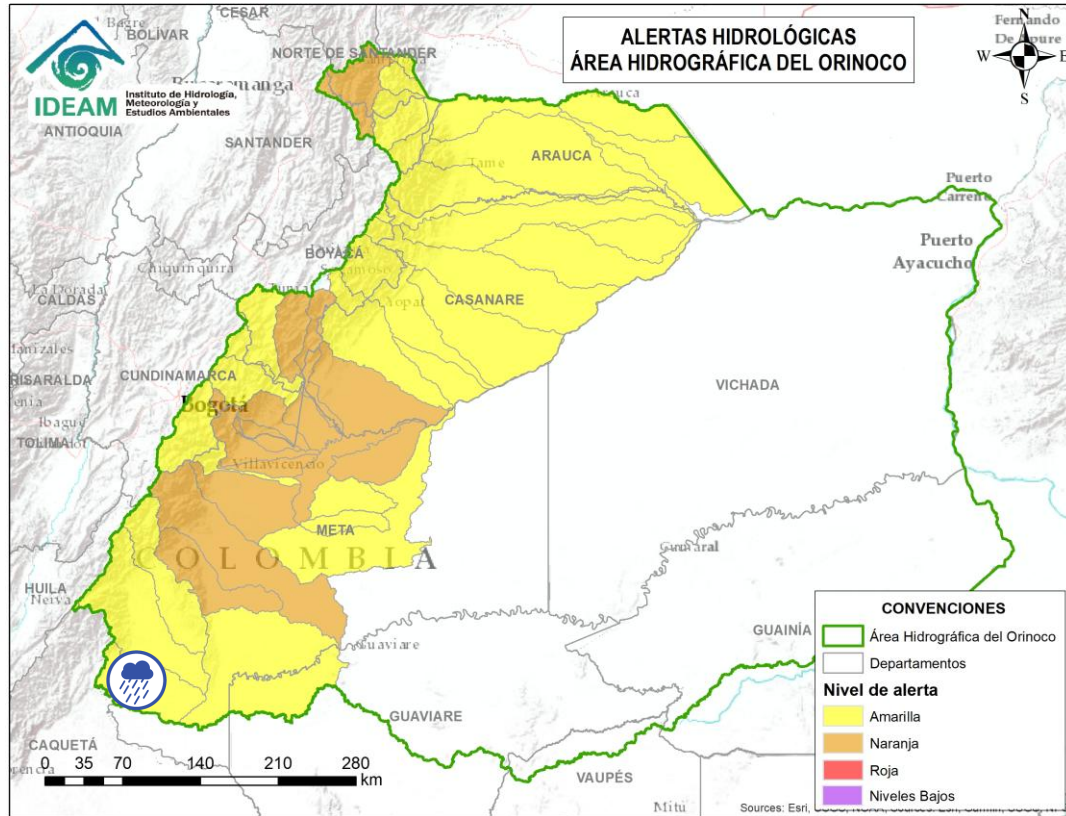 ALERTAS HIDROLÓGICAS
ÁREA HIDROGRÁFICA DEL ORINOCO
N
W
E
S
IDEAM
Instituto de Hidrología,
Meteorología y
Estudios Ambientales
CESAR
BOLÍVAR
NORTE DE SANTANDER
ANTIOQUIA
SANTANDER
ARAUCA
Tame
Puerto
Carreño
Puerto
Ayacucho
BOYACÁ
Chiquinquira
La Dorada
CALDAS
Yopal
CASANARE
VICHADA
CUNDINAMARCA
RISARALDA
Bogotá
Ibagué
TOLIMA
Villavicencio
META
COLOMBIA
HUILA
Neiva
Guaviare
GUAINÍA
GUAVIARE
CAQUETÁ
VAUPÉS
Mitú
0 35 70 140 210 280
km
CONVENCIONES
Área Hidrográfica del Orinoco
Departamentos
Nivel de alerta
Amarilla
Naranja
Roja
Niveles Bajos
Sources: Esri,